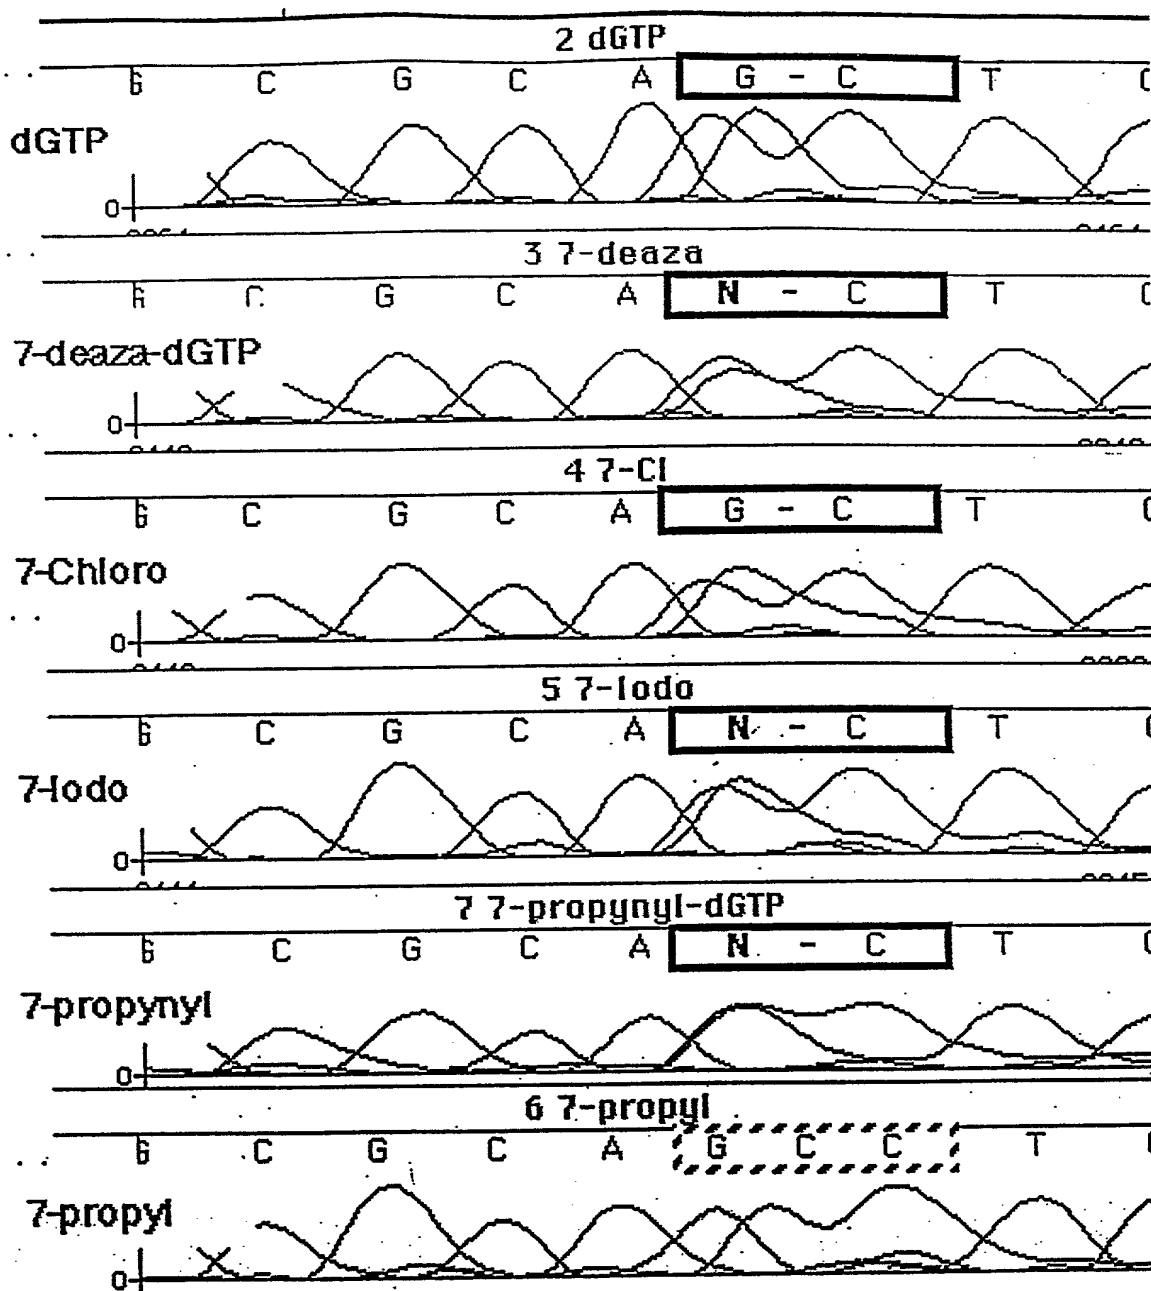 2 dGTP
G C G C A G - C T C
dGTP
0
3 7-deaza
G C G C A N - C T C
7-deaza-dGTP
0
4 7-Cl
G C G C A G - C T C
7-Chloro
0
5 7-Iodo
G C G C A N - C T
7-Iodo
0
7 7-propynyl-dGTP
G C G C A N - C T
7-propynyl
0
6 7-propyl
G C G C A G C C T
7-propyl
0